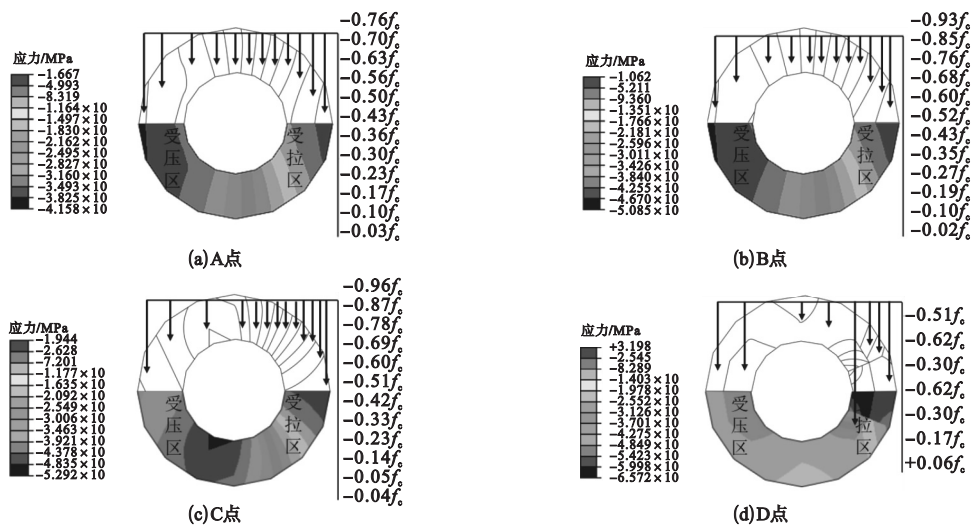 应力/MPa
-1.667
-4.993
-8.319
-1.164×10
-1.497×10
-1.830×10
-2.162×10
-2.495×10
-2.827×10
-3.160×10
-3.493×10
-3.825×10
-4.158×10
受压区
受拉区
-0.76fc
-0.70fc
-0.63fc
-0.56fc
-0.50fc
-0.43fc
-0.36fc
-0.30fc
-0.23fc
-0.17fc
-0.10fc
-0.03fc
(a)A点
应力/MPa
-1.062
-5.211
-9.360
-1.351×10
-1.766×10
-2.181×10
-2.596×10
-3.011×10
-3.426×10
-3.840×10
-4.255×10
-4.670×10
-5.085×10
受压区
受拉区
-0.93fc
-0.85fc
-0.76fc
-0.68fc
-0.60fc
-0.52fc
-0.43fc
-0.35fc
-0.27fc
-0.19fc
-0.10fc
-0.02fc
(b)B点
应力/MPa
-1.944
-2.628
-7.201
-1.177×10
-1.635×10
-2.092×10
-2.549×10
-3.006×10
-3.463×10
-3.921×10
-4.378×10
-4.835×10
-5.292×10
受压区
受拉区
-0.96fc
-0.87fc
-0.78fc
-0.69fc
-0.60fc
-0.51fc
-0.42fc
-0.33fc
-0.23fc
-0.14fc
-0.05fc
-0.04fc
(c)C点
应力/MPa
+3.198
-2.545
-8.289
-1.403×10
-1.978×10
-2.552×10
-3.126×10
-3.701×10
-4.275×10
-4.849×10
-5.423×10
-5.998×10
-6.572×10
受压区
拉区
-0.51fc
-0.62fc
-0.30fc
-0.62fc
-0.30fc
-0.17fc
+0.06fc
(d)D点